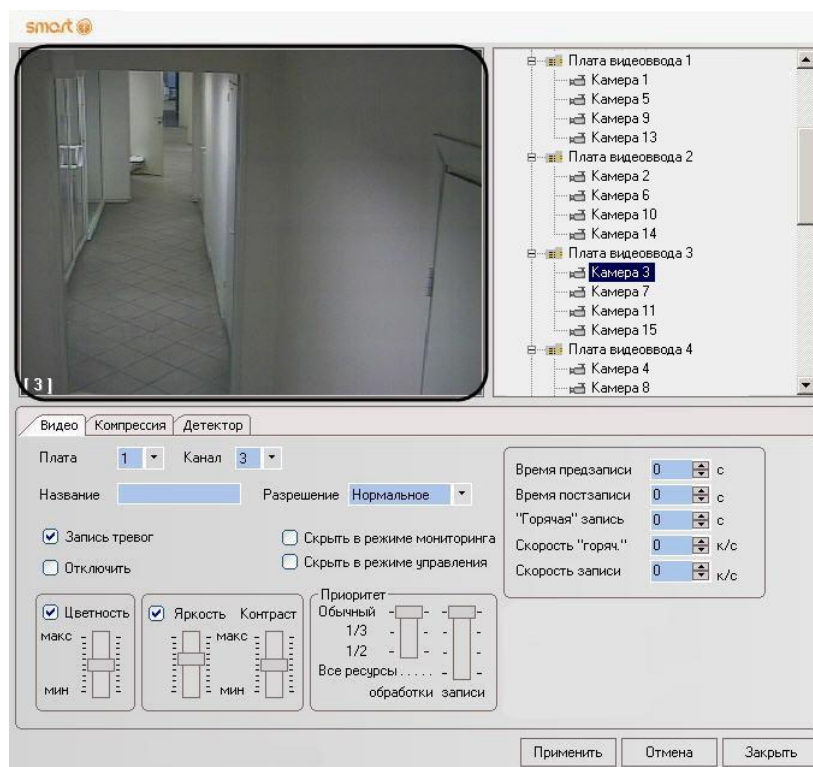 smart
Плата видеоввода 1
Камера 1
Камера 5
Камера 9
Камера 13
Плата видеоввода 2
Камера 2
Камера 6
Камера 10
Камера 14
Плата видеоввода 3
Камера 3
Камера 7
Камера 11
Камера 15
Плата видеоввода 4
Камера 4
Камера 8
[3]
Видео Компрессия Детектор
Плата 1 Канал 3
Название Разрешение Нормальное
Запись тревог
Отключить
Скрыть в режиме мониторинга
Скрыть в режиме управления
Время предзаписи 0 с
Время постзаписи 0 с
"Горячая" запись 0 с
Скорость "горяч." 0 к/с
Скорость записи 0 к/с
Цветность
макс
мин
Яркость Контраст
макс
мин
Приоритет
Обычный
1/3
1/2
Все ресурсы.....
обработки записи
Применить Отмена Закрыть